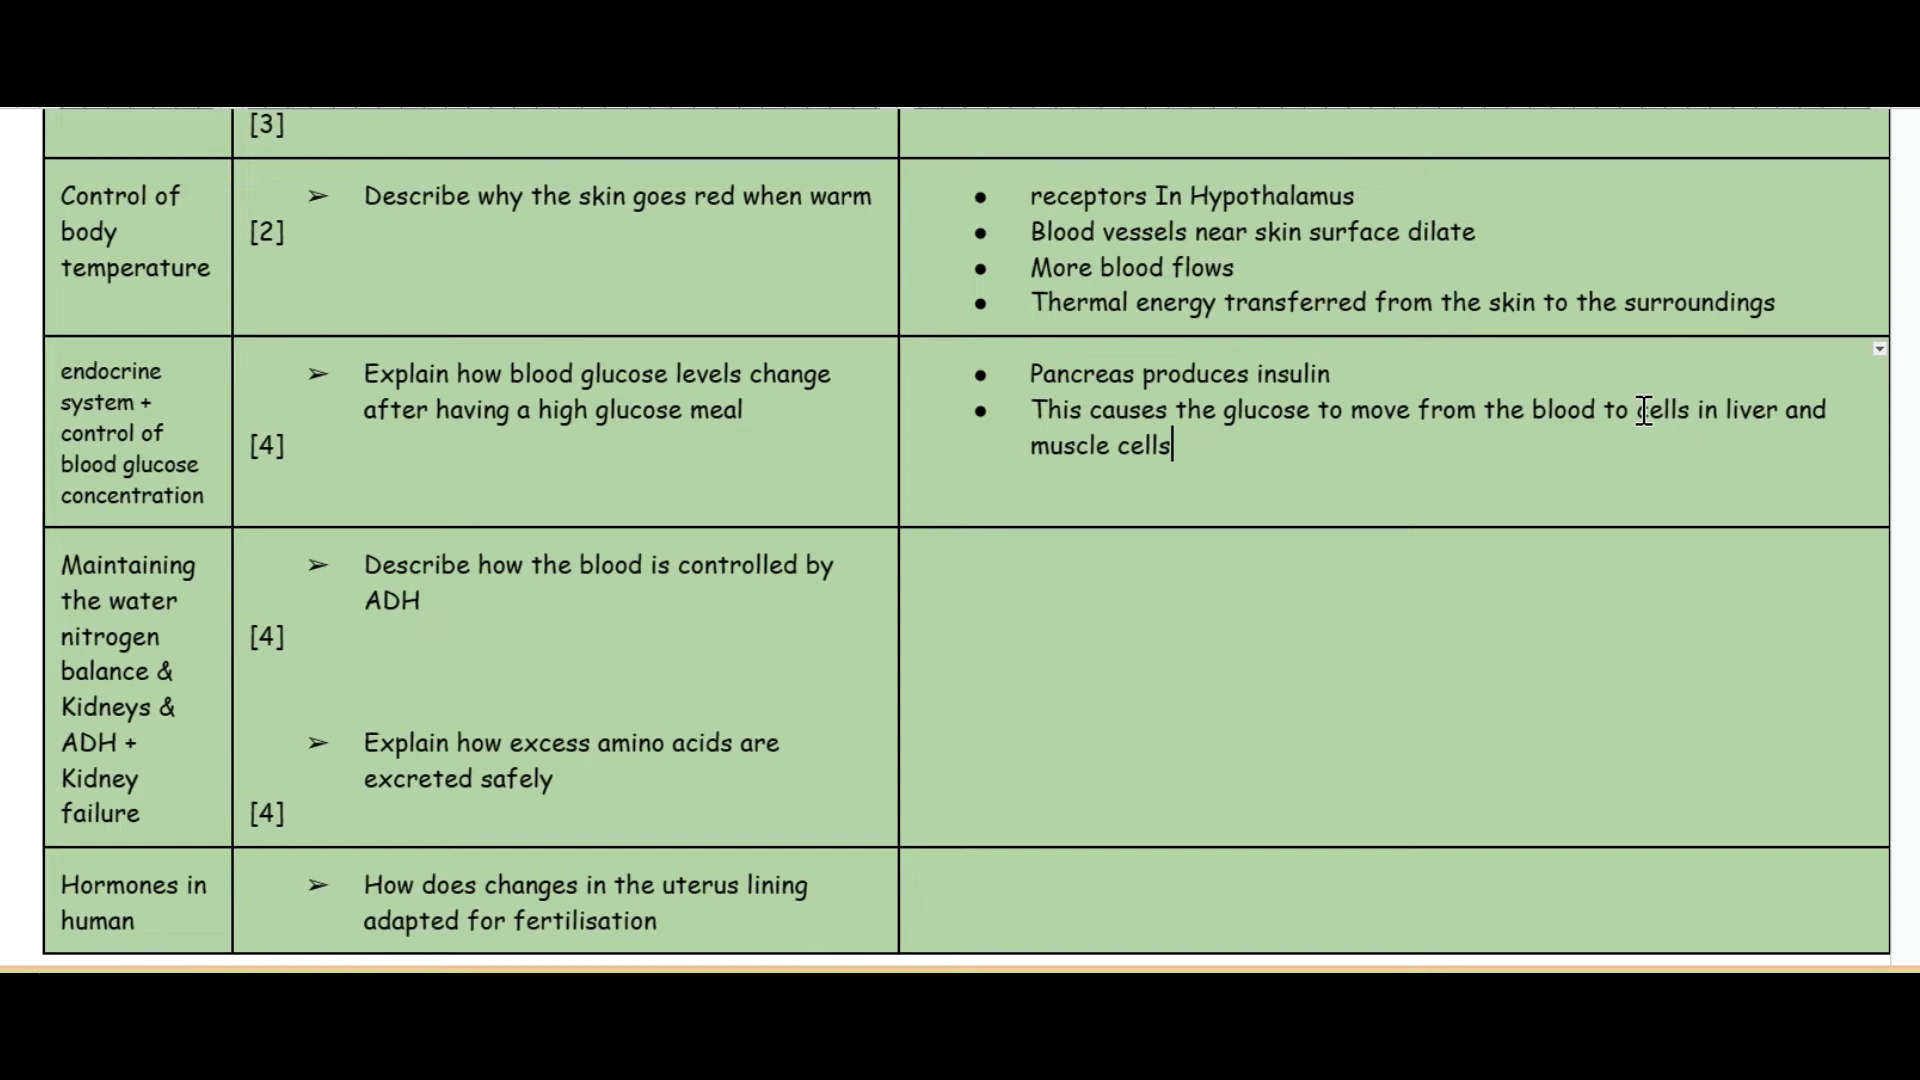 [3]
Control of
body
temperature
➢ Describe why the skin goes red when warm
[2]
● receptors In Hypothalamus
● Blood vessels near skin surface dilate
● More blood flows
● Thermal energy transferred from the skin to the surroundings
endocrine
system +
control of
blood glucose
concentration
➢ Explain how blood glucose levels change
after having a high glucose meal
[4]
● Pancreas produces insulin
● This causes the glucose to move from the blood to cells in liver and
muscle cells
Maintaining
the water
nitrogen
balance &
Kidneys &
ADH +
Kidney
failure
➢ Describe how the blood is controlled by
ADH
[4]
➢ Explain how excess amino acids are
excreted safely
[4]
Hormones in
human
➢ How does changes in the uterus lining
adapted for fertilisation